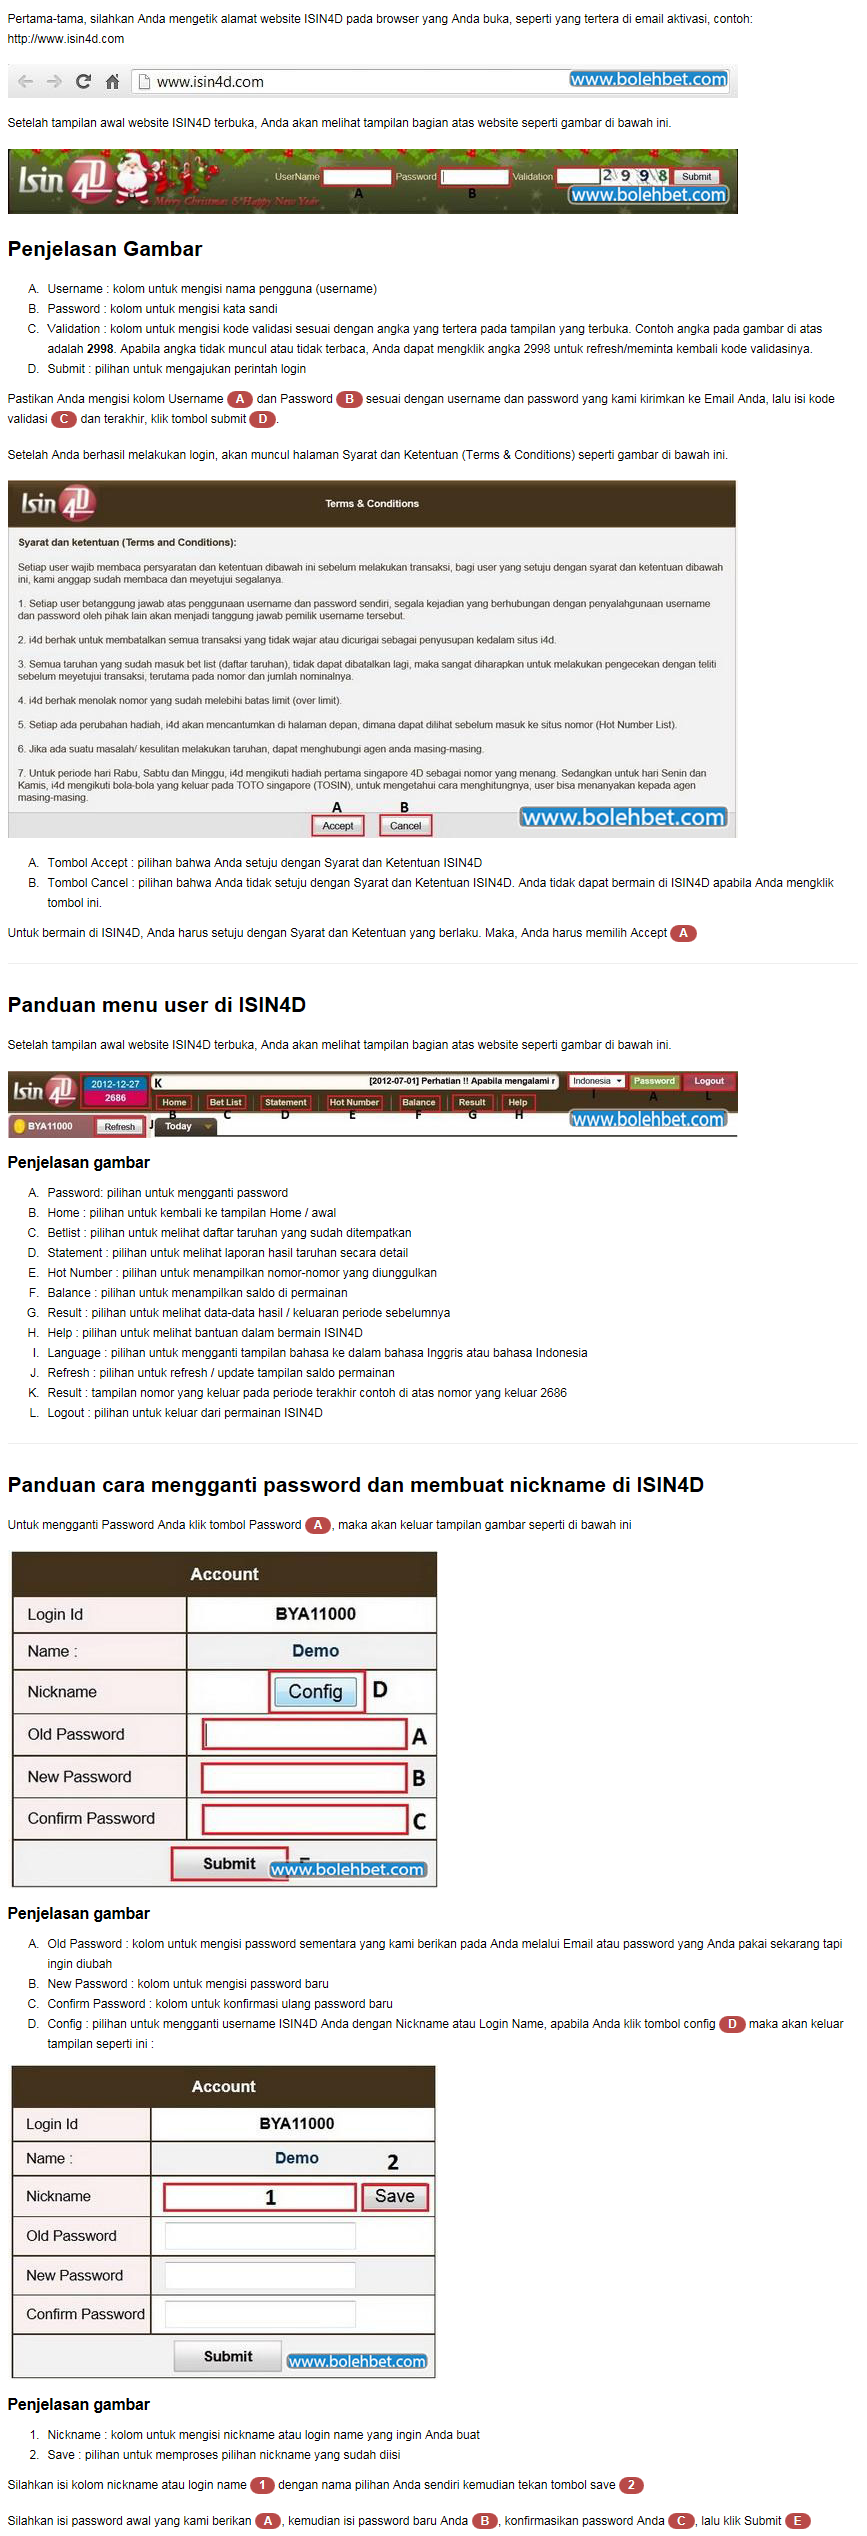 Pertama-tama, silahkan Anda mengetik alamat website ISIN4D pada browser yang Anda buka, seperti yang tertera di email aktivasi, contoh:
http://www.isin4d.com
www.isin4d.com
www.bolehbet.com
Setelah tampilan awal website ISIN4D terbuka, Anda akan melihat tampilan bagian atas website seperti gambar di bawah ini.
Isin 4D UserName Password Validation 2998 Submit
Merry Christmas & Happy New Year A B www.bolehbet.com
Penjelasan Gambar
A. Username : kolom untuk mengisi nama pengguna (username)
B. Password : kolom untuk mengisi kata sandi
C. Validation : kolom untuk mengisi kode validasi sesuai dengan angka yang tertera pada tampilan yang terbuka. Contoh angka pada gambar di atas
adalah 2998. Apabila angka tidak muncul atau tidak terbaca, Anda dapat mengklik angka 2998 untuk refresh/meminta kembali kode validasinya.
D. Submit : pilihan untuk mengajukan perintah login
Pastikan Anda mengisi kolom Username A dan Password B sesuai dengan username dan password yang kami kirimkan ke Email Anda, lalu isi kode
validasi C dan terakhir, klik tombol submit D.
Setelah Anda berhasil melakukan login, akan muncul halaman Syarat dan Ketentuan (Terms & Conditions) seperti gambar di bawah ini.
Isin 4D Terms & Conditions
Syarat dan ketentuan (Terms and Conditions):
Setiap user wajib membaca persyaratan dan ketentuan dibawah ini sebelum melakukan transaksi, bagi user yang setuju dengan syarat dan ketentuan dibawah
ini, kami anggap sudah membaca dan meyetujui segalanya.
1. Setiap user betanggung jawab atas penggunaan username dan password sendiri, segala kejadian yang berhubungan dengan penyalahgunaan username
dan password oleh pihak lain akan menjadi tanggung jawab pemilik username tersebut.
2. i4d berhak untuk membatalkan semua transaksi yang tidak wajar atau dicurigai sebagai penyusupan kedalam situs i4d.
3. Semua taruhan yang sudah masuk bet list (daftar taruhan), tidak dapat dibatalkan lagi, maka sangat diharapkan untuk melakukan pengecekan dengan teliti
sebelum meyetujui transaksi, terutama pada nomor dan jumlah nominalnya.
4. i4d berhak menolak nomor yang sudah melebihi batas limit (over limit).
5. Setiap ada perubahan hadiah, i4d akan mencantumkan di halaman depan, dimana dapat dilihat sebelum masuk ke situs nomor (Hot Number List).
6. Jika ada suatu masalah/ kesulitan melakukan taruhan, dapat menghubungi agen anda masing-masing.
7. Untuk periode hari Rabu, Sabtu dan Minggu, i4d mengikuti hadiah pertama singapore 4D sebagai nomor yang menang. Sedangkan untuk hari Senin dan
Kamis, i4d mengikuti bola-bola yang keluar pada TOTO singapore (TOSIN), untuk mengetahui cara menghitungnya, user bisa menanyakan kepada agen
masing-masing.
A B
Accept Cancel www.bolehbet.com
A. Tombol Accept : pilihan bahwa Anda setuju dengan Syarat dan Ketentuan ISIN4D
B. Tombol Cancel : pilihan bahwa Anda tidak setuju dengan Syarat dan Ketentuan ISIN4D. Anda tidak dapat bermain di ISIN4D apabila Anda mengklik
tombol ini.
Untuk bermain di ISIN4D, Anda harus setuju dengan Syarat dan Ketentuan yang berlaku. Maka, Anda harus memilih Accept A
Panduan menu user di ISIN4D
Setelah tampilan awal website ISIN4D terbuka, Anda akan melihat tampilan bagian atas website seperti gambar di bawah ini.
Isin 4D 2012-12-27 K [2012-07-01] Perhatian !! Apabila mengalami r Indonesia Password Logout
2686 Home Bet List Statement Hot Number Balance Result Help I A L
B C D E F G H
BYA11000 Refresh J Today www.bolehbet.com
Penjelasan gambar
A. Password: pilihan untuk mengganti password
B. Home : pilihan untuk kembali ke tampilan Home / awal
C. Betlist : pilihan untuk melihat daftar taruhan yang sudah ditempatkan
D. Statement : pilihan untuk melihat laporan hasil taruhan secara detail
E. Hot Number : pilihan untuk menampilkan nomor-nomor yang diunggulkan
F. Balance : pilihan untuk menampilkan saldo di permainan
G. Result : pilihan untuk melihat data-data hasil / keluaran periode sebelumnya
H. Help : pilihan untuk melihat bantuan dalam bermain ISIN4D
I. Language : pilihan untuk mengganti tampilan bahasa ke dalam bahasa Inggris atau bahasa Indonesia
J. Refresh : pilihan untuk refresh / update tampilan saldo permainan
K. Result : tampilan nomor yang keluar pada periode terakhir contoh di atas nomor yang keluar 2686
L. Logout : pilihan untuk keluar dari permainan ISIN4D
Panduan cara mengganti password dan membuat nickname di ISIN4D
Untuk mengganti Password Anda klik tombol Password A, maka akan keluar tampilan gambar seperti di bawah ini
Account
Login Id BYA11000
Name : Demo
Nickname Config D
Old Password A
New Password B
Confirm Password C
Submit www.bolehbet.com
Penjelasan gambar
A. Old Password : kolom untuk mengisi password sementara yang kami berikan pada Anda melalui Email atau password yang Anda pakai sekarang tapi
ingin diubah
B. New Password : kolom untuk mengisi password baru
C. Confirm Password : kolom untuk konfirmasi ulang password baru
D. Config : pilihan untuk mengganti username ISIN4D Anda dengan Nickname atau Login Name, apabila Anda klik tombol config D maka akan keluar
tampilan seperti ini :
Account
Login Id BYA11000
Name : Demo 2
Nickname 1 Save
Old Password
New Password
Confirm Password
Submit www.bolehbet.com
Penjelasan gambar
1. Nickname : kolom untuk mengisi nickname atau login name yang ingin Anda buat
2. Save : pilihan untuk memproses pilihan nickname yang sudah diisi
Silahkan isi kolom nickname atau login name 1 dengan nama pilihan Anda sendiri kemudian tekan tombol save 2
Silahkan isi password awal yang kami berikan A, kemudian isi password baru Anda B, konfirmasikan password Anda C, lalu klik Submit E